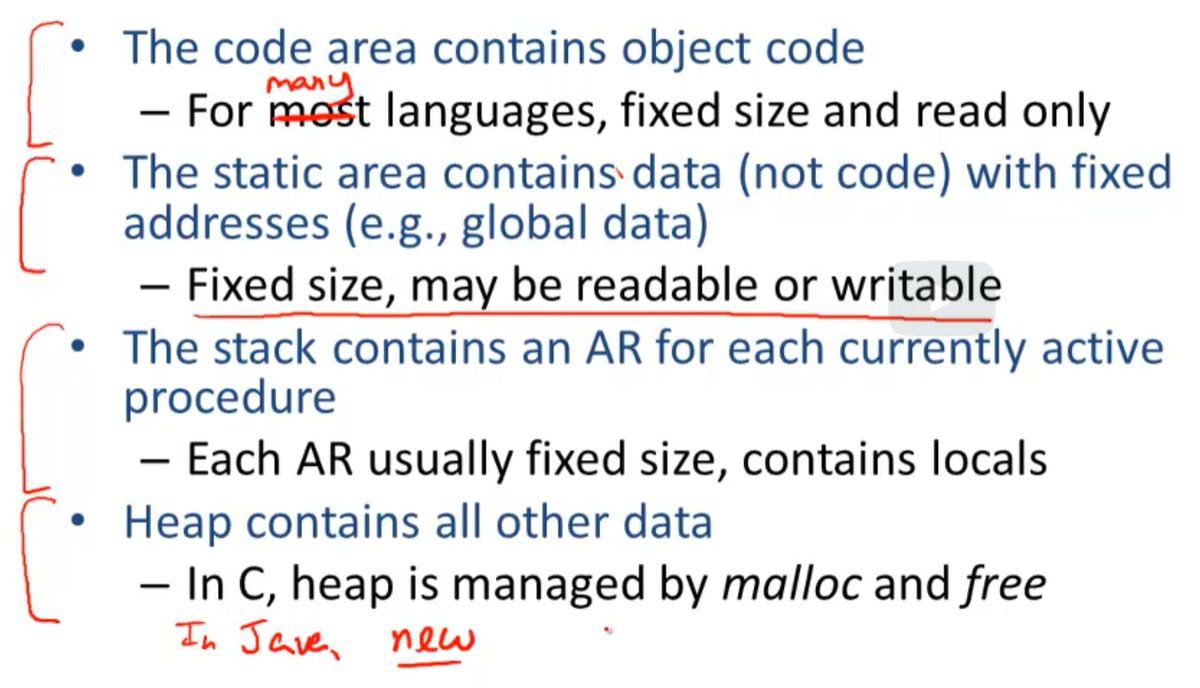 • The code area contains object code
many
– For most languages, fixed size and read only
• The static area contains data (not code) with fixed
addresses (e.g., global data)
– Fixed size, may be readable or writable
• The stack contains an AR for each currently active
procedure
– Each AR usually fixed size, contains locals
• Heap contains all other data
– In C, heap is managed by malloc and free
In Java, new